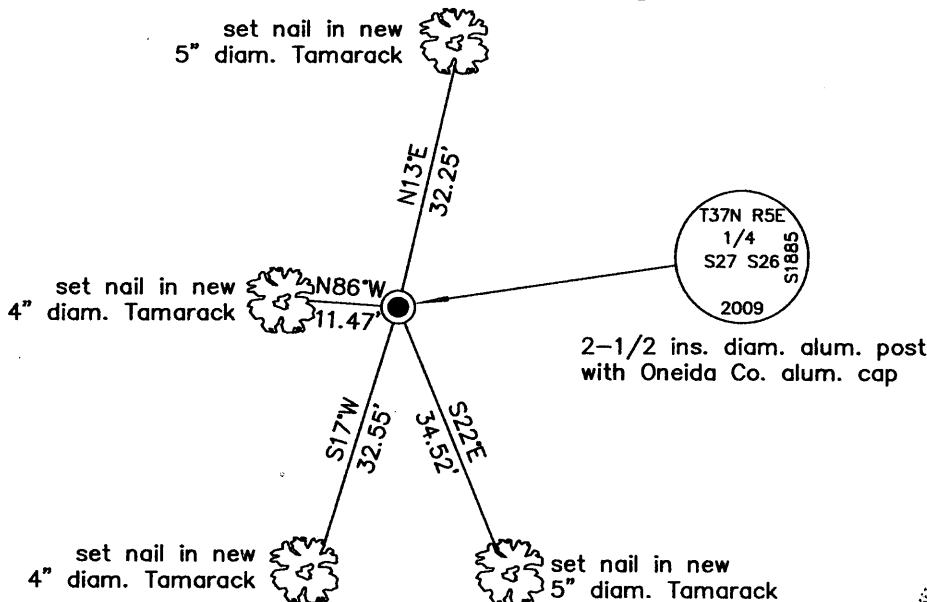 set nail in new
5" diam. Tamarack
N13°E
32.25'
T37N R5E
1/4
S27 S26
S1885
2009
set nail in new
4" diam. Tamarack
N86°W
11.47'
2-1/2 ins. diam. alum. post
with Oneida Co. alum. cap
S17°W
32.55'
S22°E
34.52'
set nail in new
4" diam. Tamarack
set nail in new
5" diam. Tamarack